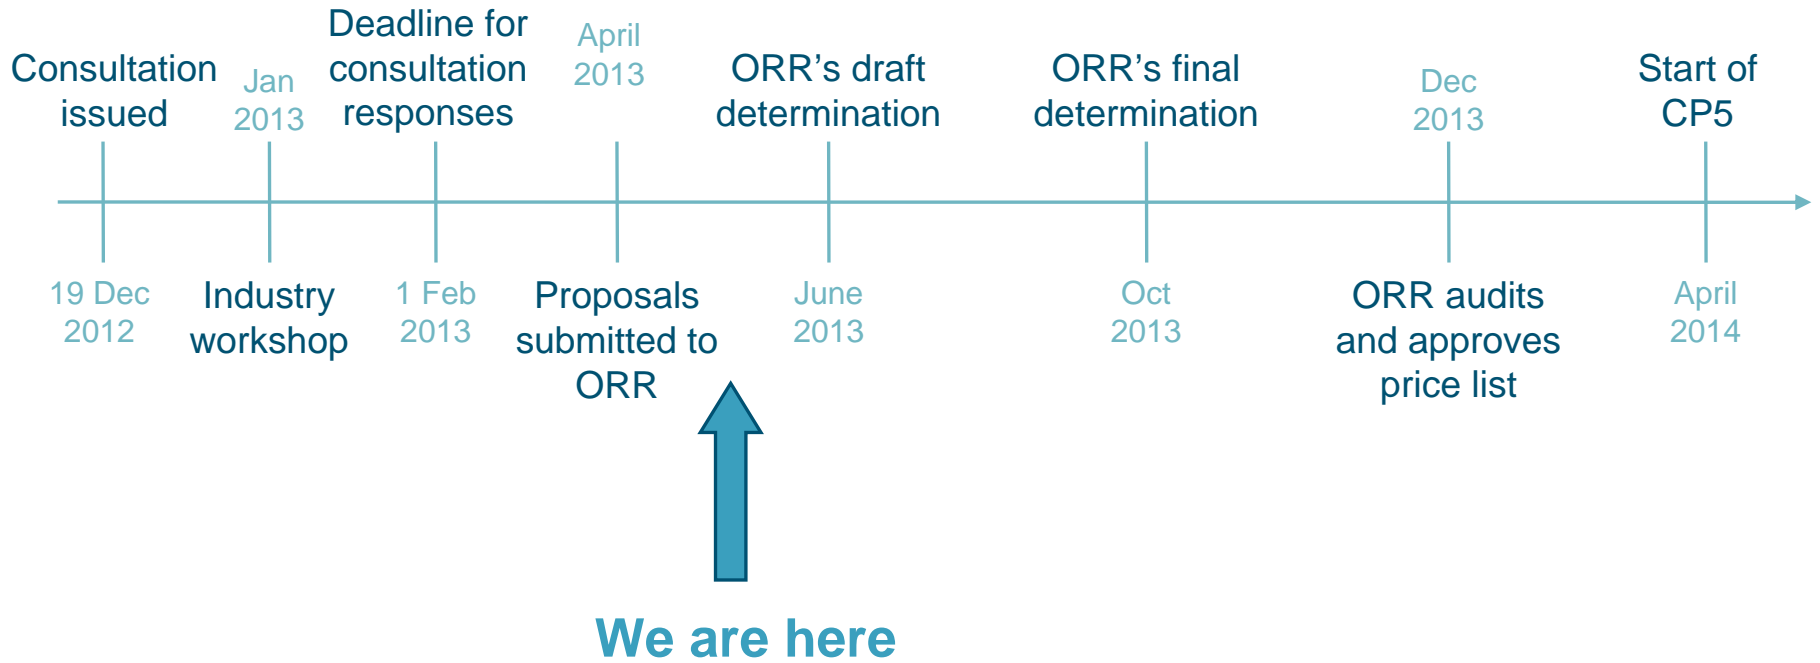 Consultation
issued
Jan
2013
Deadline for
consultation
responses
April
2013
ORR’s draft
determination
ORR’s final
determination
Dec
2013
Start of
CP5
19 Dec
2012
Industry
workshop
1 Feb
2013
Proposals
submitted to
ORR
June
2013
Oct
2013
ORR audits
and approves
price list
April
2014
We are here